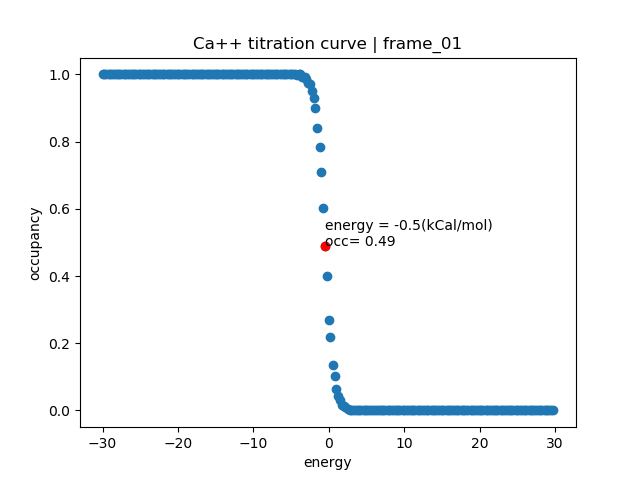 Ca++ titration curve | frame_01
1.0
0.8
0.6
0.4
0.2
0.0
occupancy
energy = -0.5(kCal/mol)
occ= 0.49
−30
−20
−10
0
10
20
30
energy